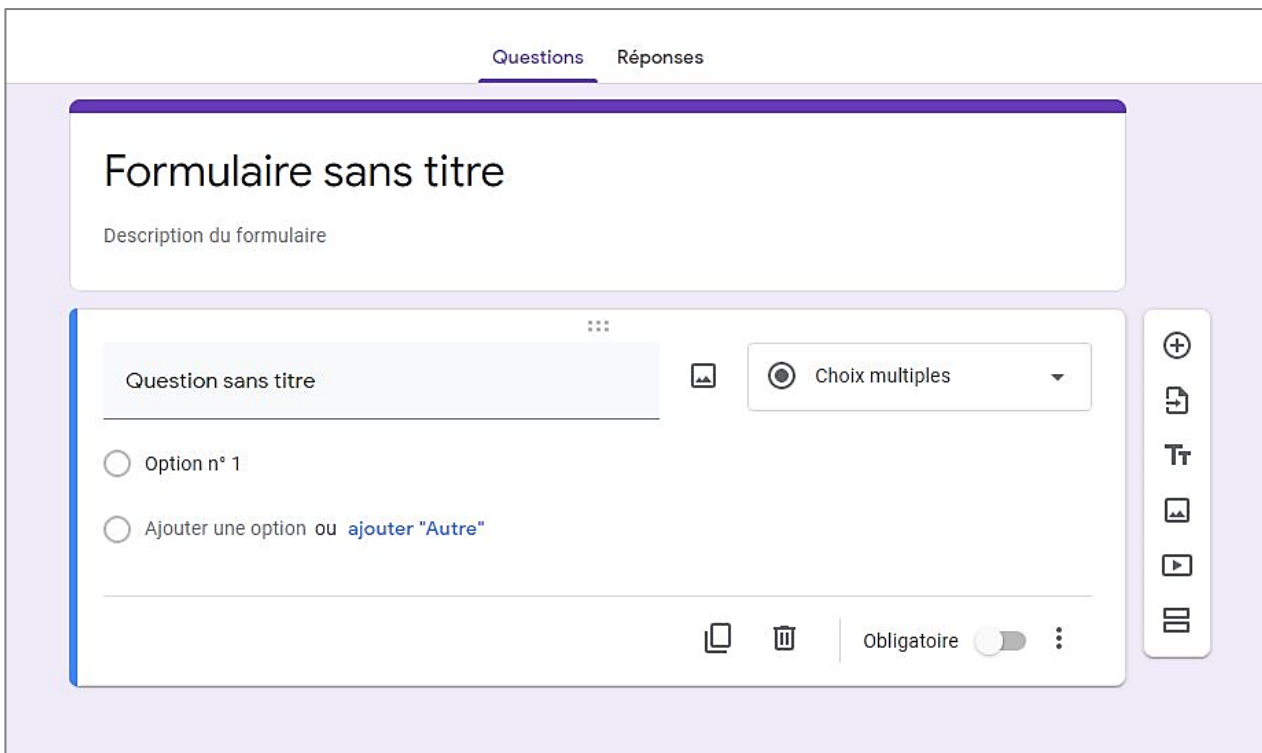 Questions Réponses
Formulaire sans titre
Description du formulaire
Question sans titre
Choix multiples
Option n° 1
Ajouter une option ou ajouter "Autre"
Obligatoire